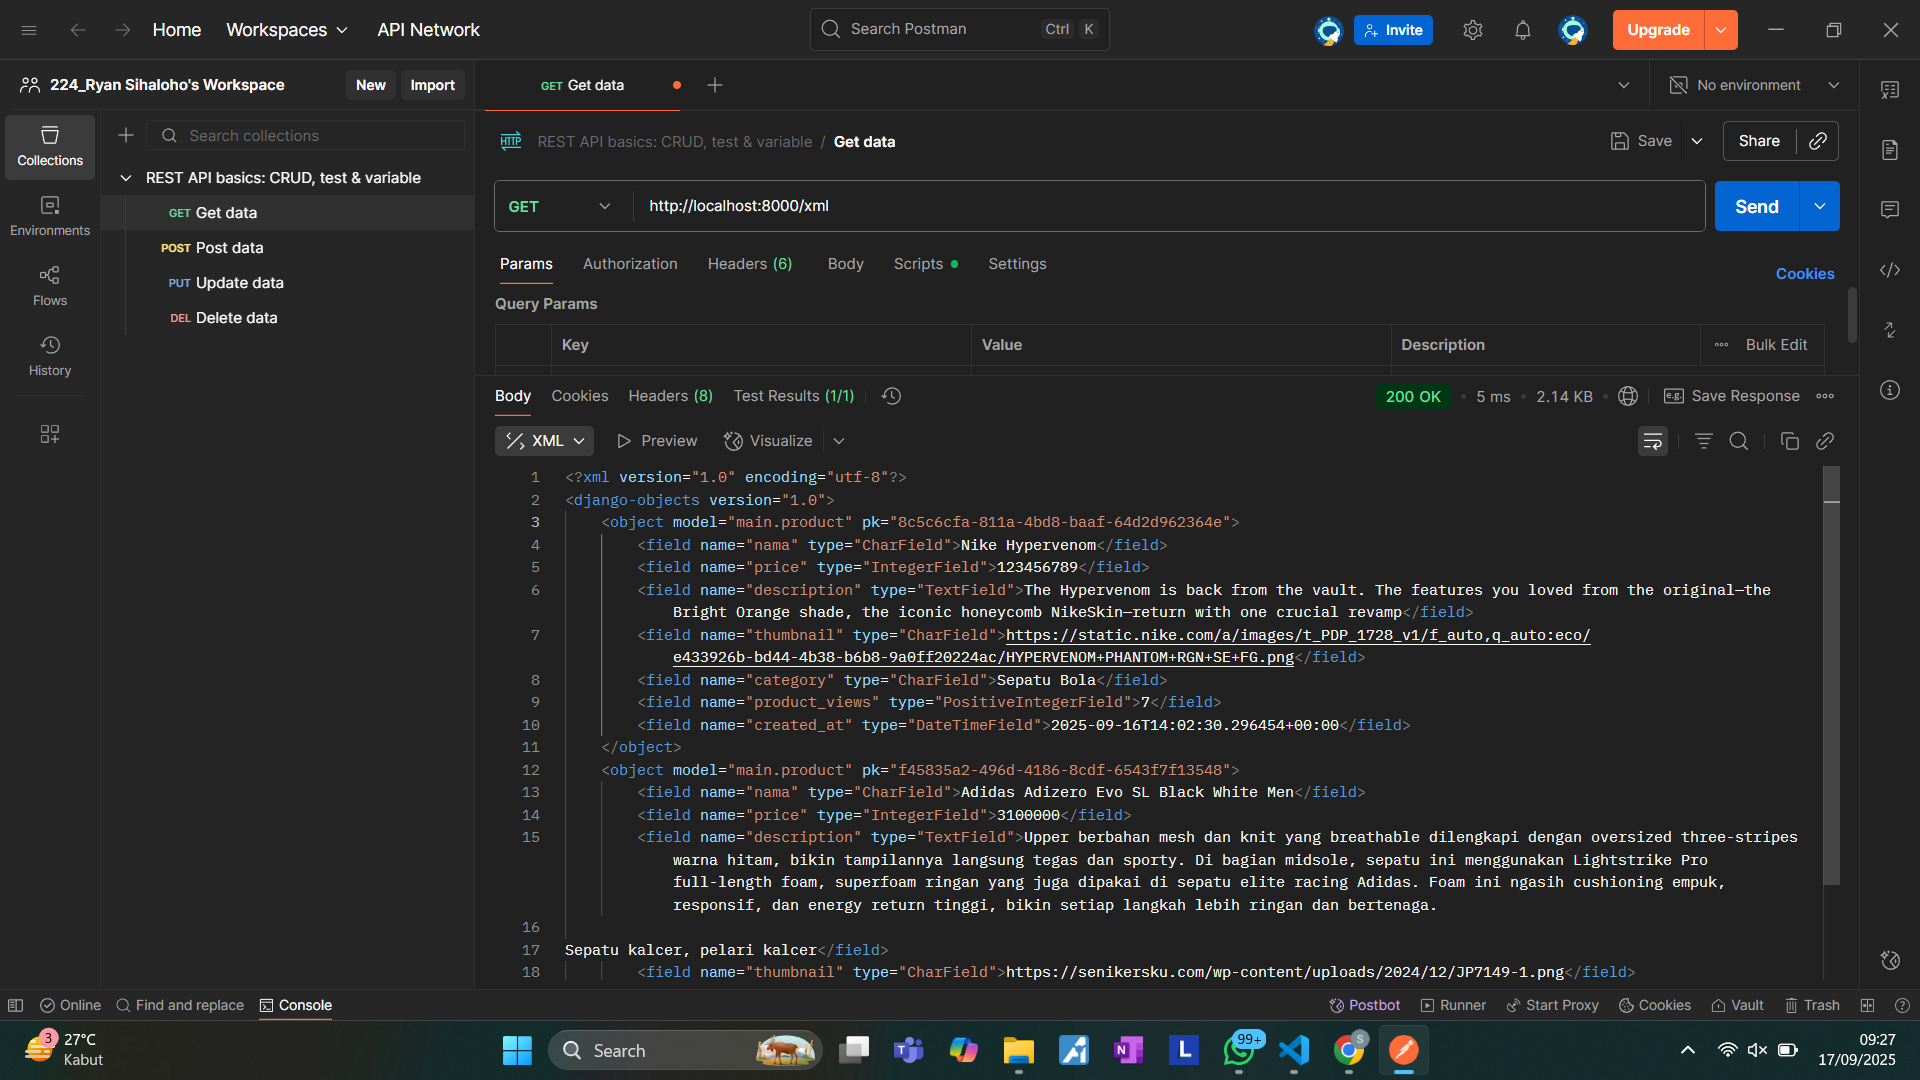 Home
Workspaces
API Network
Search Postman
Ctrl K
Invite
Upgrade
224_Ryan Sihaloho's Workspace
New
Import
GET Get data
No environment
Collections
Environments
Flows
History
Search collections
REST API basics: CRUD, test & variable
GET Get data
POST Post data
PUT Update data
DEL Delete data
HTTP REST API basics: CRUD, test & variable / Get data
Save
Share
GET
http://localhost:8000/xml
Send
Params
Authorization
Headers (6)
Body
Scripts
Settings
Cookies
Query Params
Key
Value
Description
Bulk Edit
Body
Cookies
Headers (8)
Test Results (1/1)
200 OK
5 ms
2.14 KB
e.g. Save Response
XML
Preview
Visualize
1 <?xml version="1.0" encoding="utf-8"?>
2 <django-objects version="1.0">
3 <object model="main.product" pk="8c5c6cfa-811a-4bd8-baaf-64d2d962364e">
4 <field name="nama" type="CharField">Nike Hypervenom</field>
5 <field name="price" type="IntegerField">123456789</field>
6 <field name="description" type="TextField">The Hypervenom is back from the vault. The features you loved from the original—the
Bright Orange shade, the iconic honeycomb NikeSkin—return with one crucial revamp</field>
7 <field name="thumbnail" type="CharField">https://static.nike.com/a/images/t_PDP_1728_v1/f_auto,q_auto:eco/
e433926b-bd44-4b38-b6b8-9a0ff20224ac/HYPERVENOM+PHANTOM+RGN+SE+FG.png</field>
8 <field name="category" type="CharField">Sepatu Bola</field>
9 <field name="product_views" type="PositiveIntegerField">7</field>
10 <field name="created_at" type="DateTimeField">2025-09-16T14:02:30.296454+00:00</field>
11 </object>
12 <object model="main.product" pk="f45835a2-496d-4186-8cdf-6543f7f13548">
13 <field name="nama" type="CharField">Adidas Adizero Evo SL Black White Men</field>
14 <field name="price" type="IntegerField">3100000</field>
15 <field name="description" type="TextField">Upper berbahan mesh dan knit yang breathable dilengkapi dengan oversized three-stripes
warna hitam, bikin tampilannya langsung tegas dan sporty. Di bagian midsole, sepatu ini menggunakan Lightstrike Pro
full-length foam, superfoam ringan yang juga dipakai di sepatu elite racing Adidas. Foam ini ngasih cushioning empuk,
responsif, dan energy return tinggi, bikin setiap langkah lebih ringan dan bertenaga.
16
17 Sepatu kalcer, pelari kalcer</field>
18 <field name="thumbnail" type="CharField">https://senikersku.com/wp-content/uploads/2024/12/JP7149-1.png</field>
Online
Find and replace
Console
Postbot
Runner
Start Proxy
Cookies
Vault
Trash
3
27°C
Kabut
Search
99+
S
09:27
17/09/2025